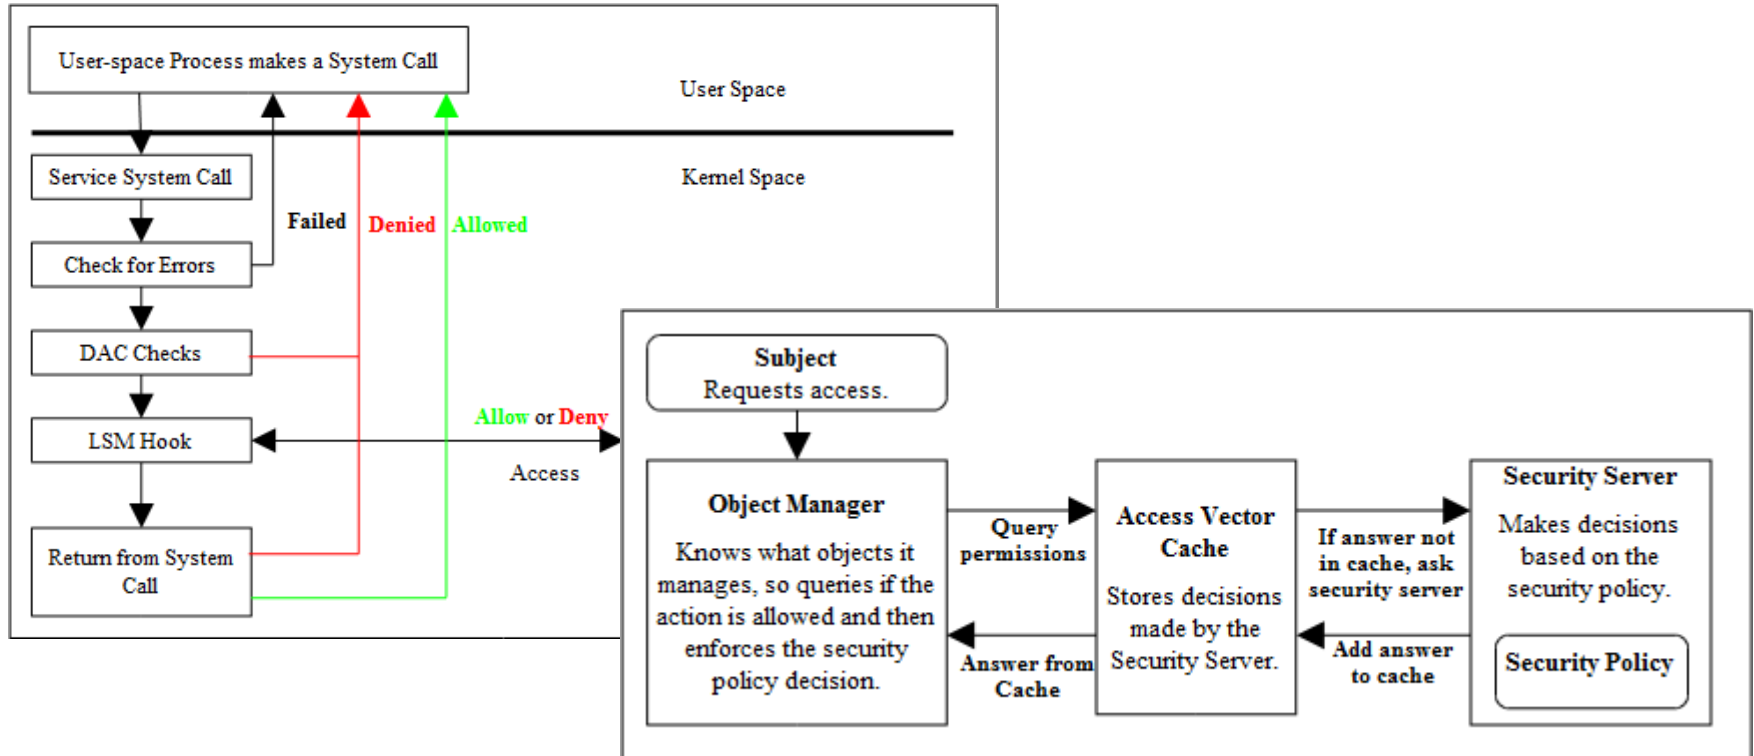 User-space Process makes a System Call
User Space
Service System Call
Kernel Space
Failed
Denied
Allowed
Check for Errors
DAC Checks
LSM Hook
Allow or Deny
Access
Return from System
Call
Subject
Requests access.
Object Manager
Knows what objects it
manages, so queries if the
action is allowed and then
enforces the security
policy decision.
Query
permissions
Answer from
Cache
Access Vector
Cache
Stores decisions
made by the
Security Server.
If answer not
in cache, ask
security server
Add answer
to cache
Security Server
Makes decisions
based on the
security policy.
Security Policy